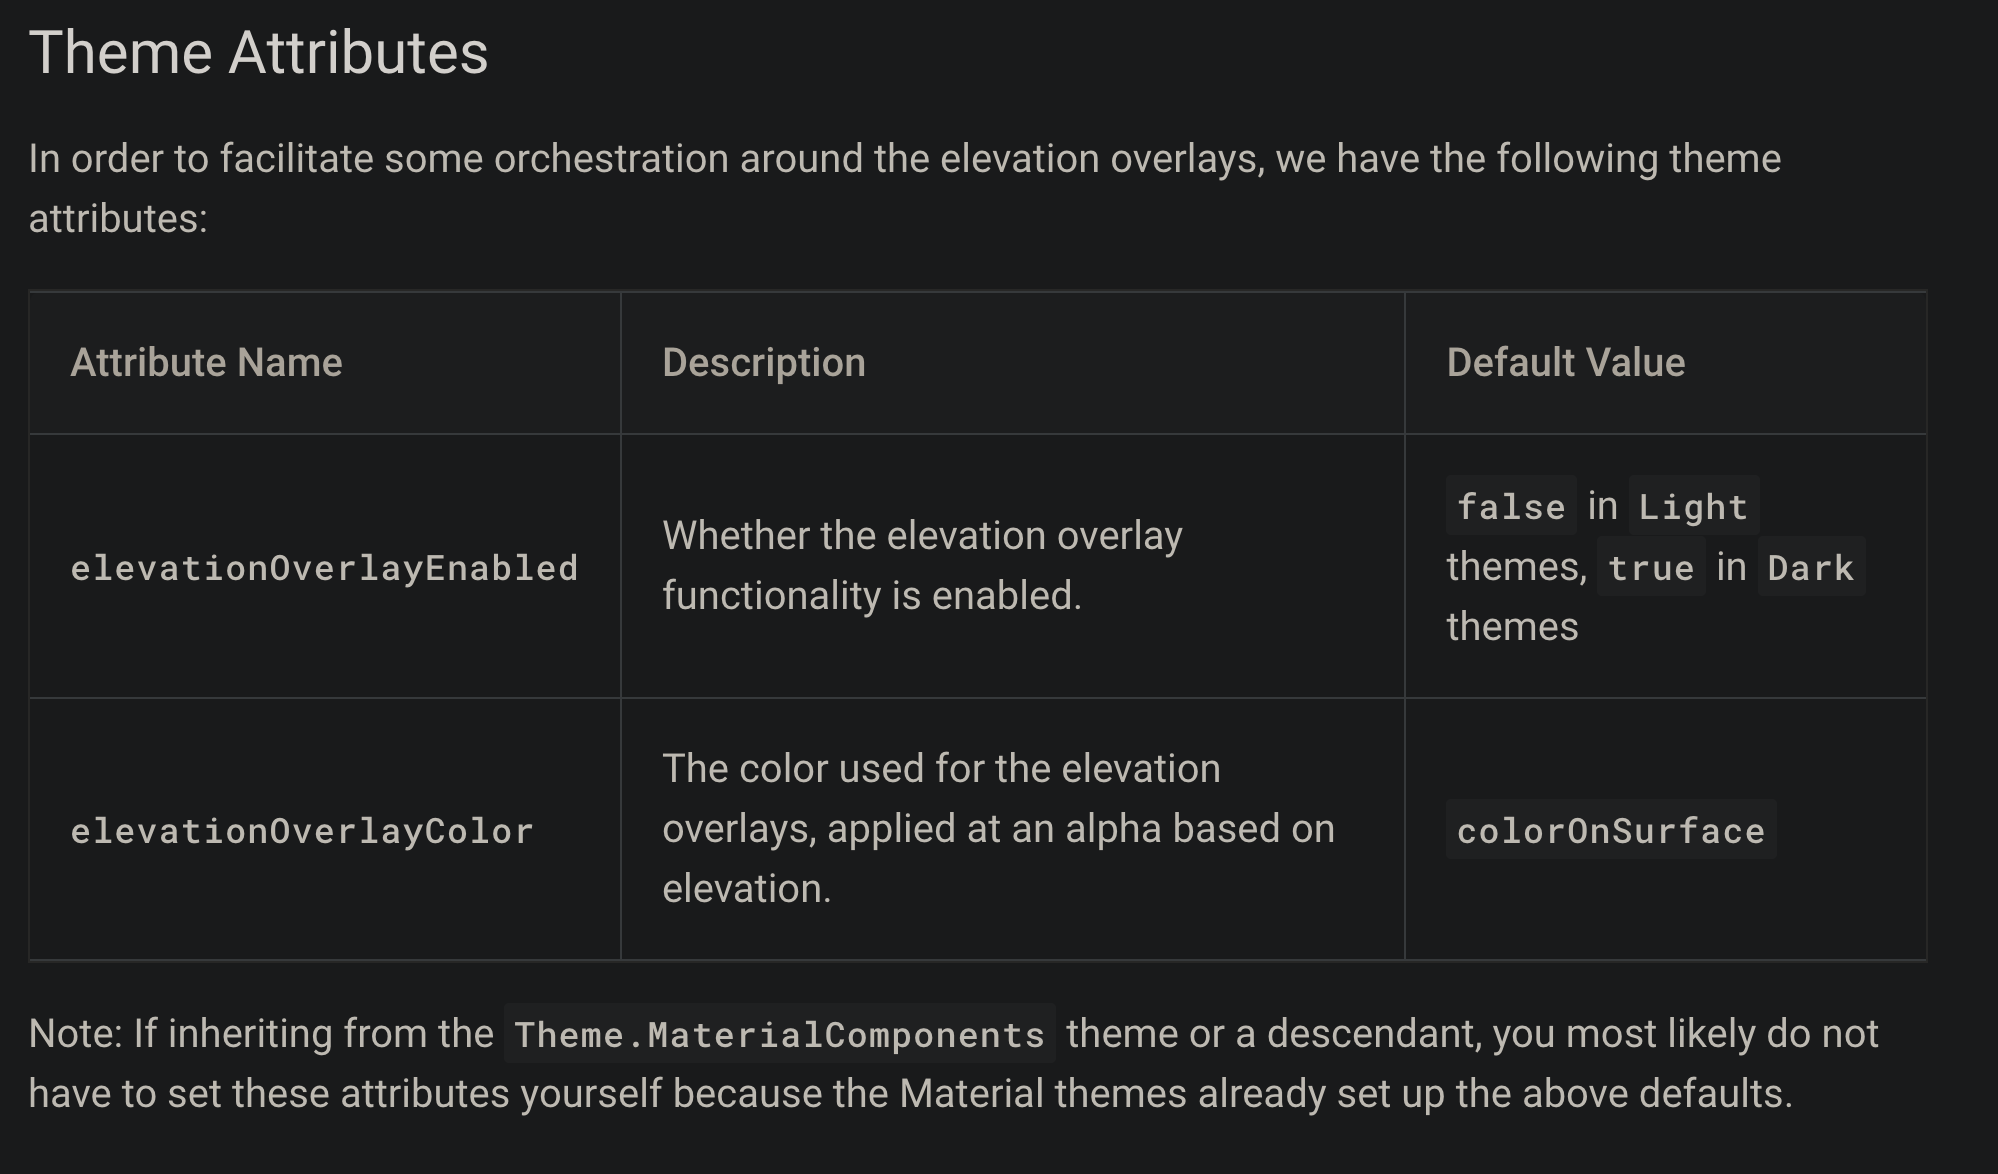 Theme Attributes
In order to facilitate some orchestration around the elevation overlays, we have the following theme
attributes:
Attribute Name
Description
Default Value
elevationOverlayEnabled
Whether the elevation overlay
functionality is enabled.
false in Light
themes, true in Dark
themes
elevationOverlayColor
The color used for the elevation
overlays, applied at an alpha based on
elevation.
colorOnSurface
Note: If inheriting from the Theme.MaterialComponents theme or a descendant, you most likely do not
have to set these attributes yourself because the Material themes already set up the above defaults.